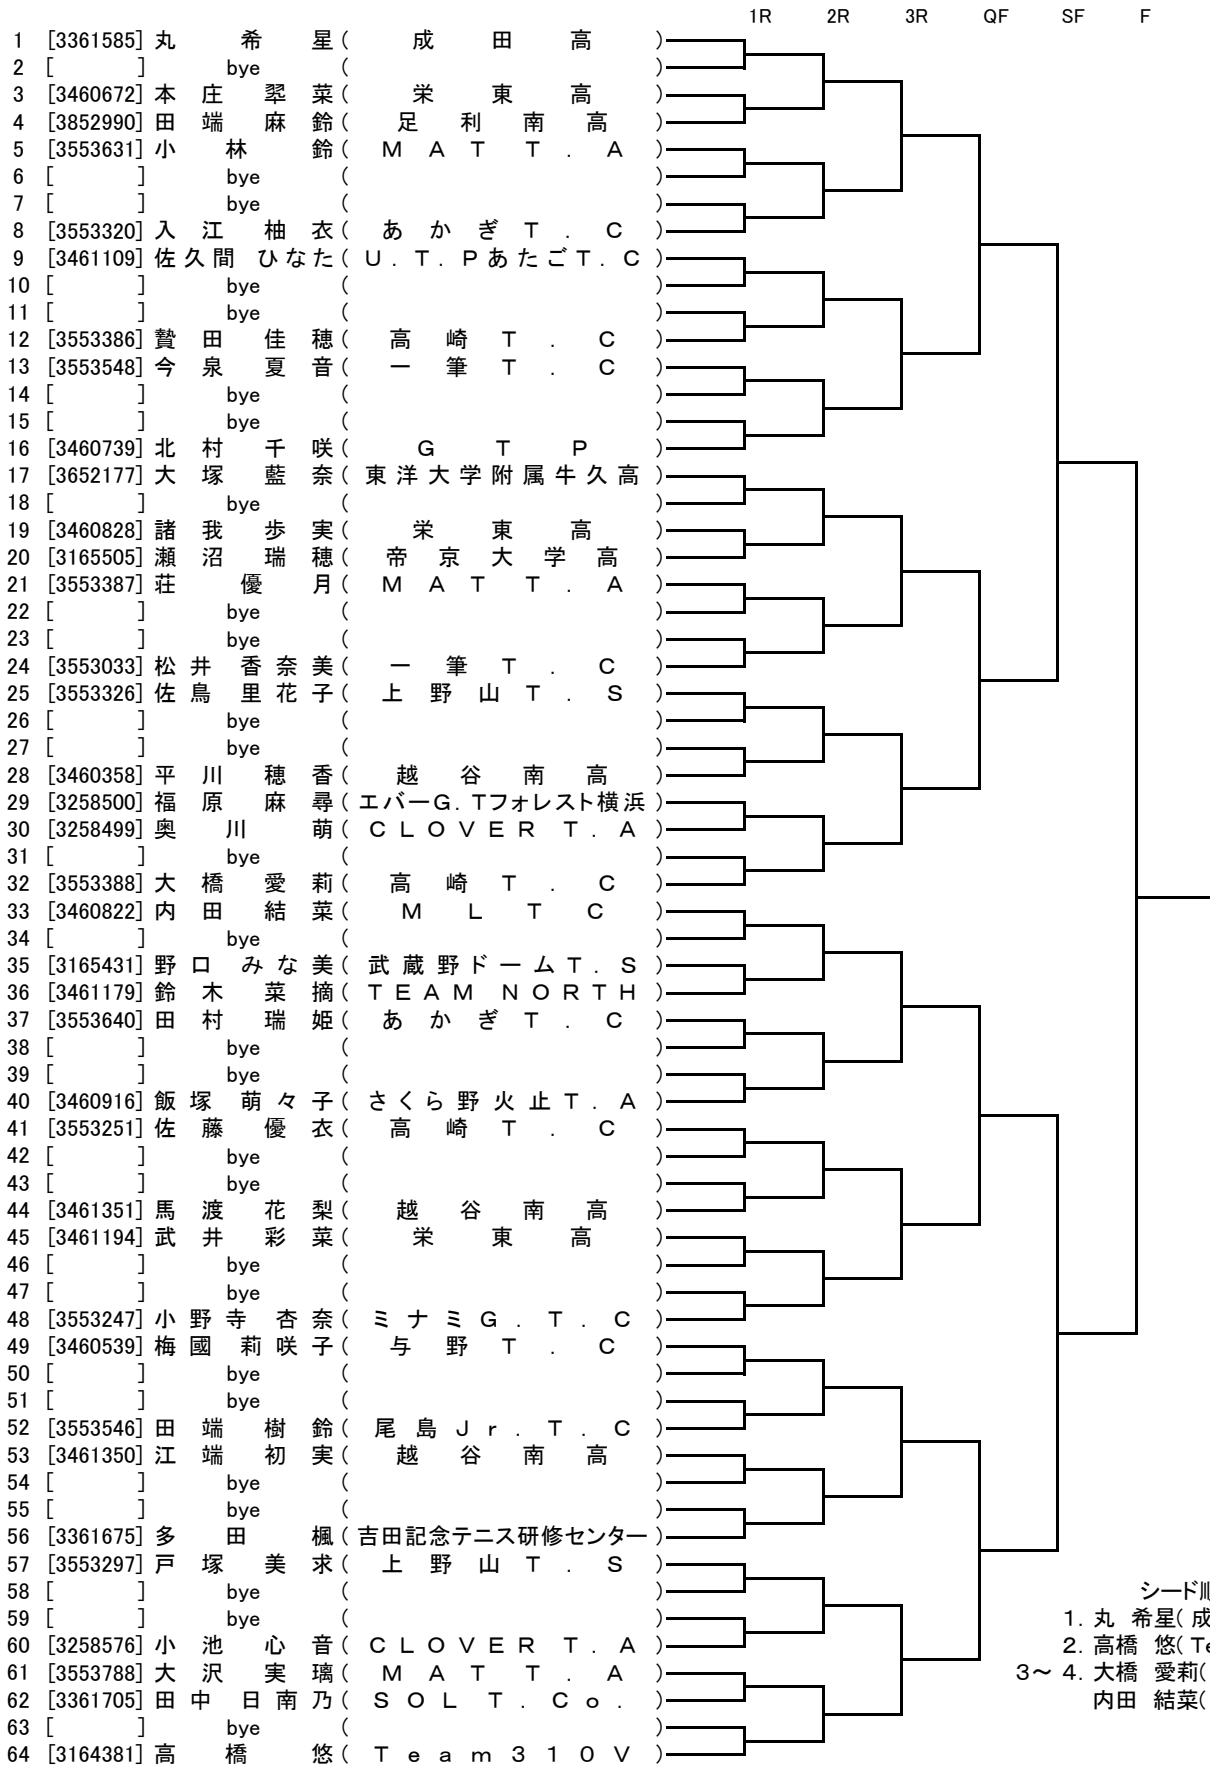 1R 2R 3R QF SF F
1 [3361585] 丸 希 星 ( 成 田 高 )
2 [ ] bye ( )
3 [3460672] 本 庄 翆 菜 ( 栄 東 高 )
4 [3852990] 田 端 麻 鈴 ( 足 利 南 高 )
5 [3553631] 小 林 鈴 ( M A T T . A )
6 [ ] bye ( )
7 [ ] bye ( )
8 [3553320] 入 江 柚 衣 ( あ か ぎ T . C )
9 [3461109] 佐久間 ひなた ( U . T . P あ た ご T . C )
10 [ ] bye ( )
11 [ ] bye ( )
12 [3553386] 贄 田 佳 穂 ( 高 崎 T . C )
13 [3553548] 今 泉 夏 音 ( 一 筆 T . C )
14 [ ] bye ( )
15 [ ] bye ( )
16 [3460739] 北 村 千 咲 ( G T P )
17 [3652177] 大 塚 藍 奈 ( 東 洋 大 学 附 属 牛 久 高 )
18 [ ] bye ( )
19 [3460828] 諸 我 歩 実 ( 栄 東 高 )
20 [3165505] 瀬 沼 瑞 穂 ( 帝 京 大 学 高 )
21 [3553387] 荘 優 月 ( M A T T . A )
22 [ ] bye ( )
23 [ ] bye ( )
24 [3553033] 松 井 香 奈 美 ( 一 筆 T . C )
25 [3553326] 佐 鳥 里 花 子 ( 上 野 山 T . S )
26 [ ] bye ( )
27 [ ] bye ( )
28 [3460358] 平 川 穂 香 ( 越 谷 南 高 )
29 [3258500] 福 原 麻 尋 ( エバーG. Tフォレスト横浜 )
30 [3258499] 奥 川 萌 ( C L O V E R T . A )
31 [ ] bye ( )
32 [3553388] 大 橋 愛 莉 ( 高 崎 T . C )
33 [3460822] 内 田 結 菜 ( M L T C )
34 [ ] bye ( )
35 [3165431] 野 口 み な 美 ( 武 蔵 野 ド ー ム T . S )
36 [3461179] 鈴 木 菜 摘 ( T E A M N O R T H )
37 [3553640] 田 村 瑞 姫 ( あ か ぎ T . C )
38 [ ] bye ( )
39 [ ] bye ( )
40 [3460916] 飯 塚 萌 々 子 ( さ く ら 野 火 止 T . A )
41 [3553251] 佐 藤 優 衣 ( 高 崎 T . C )
42 [ ] bye ( )
43 [ ] bye ( )
44 [3461351] 馬 渡 花 梨 ( 越 谷 南 高 )
45 [3461194] 武 井 彩 菜 ( 栄 東 高 )
46 [ ] bye ( )
47 [ ] bye ( )
48 [3553247] 小 野 寺 杏 奈 ( ミ ナ ミ G . T . C )
49 [3460539] 梅 國 莉 咲 子 ( 与 野 T . C )
50 [ ] bye ( )
51 [ ] bye ( )
52 [3553546] 田 端 樹 鈴 ( 尾 島 J r . T . C )
53 [3461350] 江 端 初 実 ( 越 谷 南 高 )
54 [ ] bye ( )
55 [ ] bye ( )
56 [3361675] 多 田 楓 ( 吉田記念テニス研修センター )
57 [3553297] 戸 塚 美 求 ( 上 野 山 T . S )
58 [ ] bye ( )
59 [ ] bye ( )
60 [3258576] 小 池 心 音 ( C L O V E R T . A )
61 [3553788] 大 沢 実 璃 ( M A T T . A )
62 [3361705] 田 中 日 南 乃 ( S O L T . C o . )
63 [ ] bye ( )
64 [3164381] 高 橋 悠 ( T e a m 3 1 0 V )
シード
1. 丸 希星( 成
2. 高橋 悠( Te
3～ 4. 大橋 愛莉(
内田 結菜(